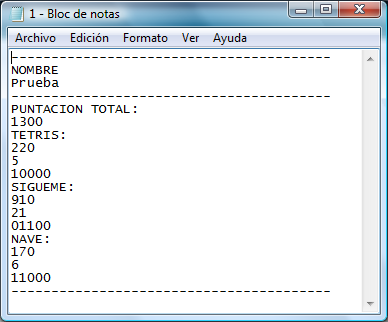 1 - Bloc de notas
Archivo Edición Formato Ver Ayuda
---------------------------------------
NOMBRE
Prueba
---------------------------------------
PUNTACION TOTAL:
1300
TETRIS:
220
5
10000
SIGUEME:
910
21
01100
NAVE:
170
6
11000
---------------------------------------